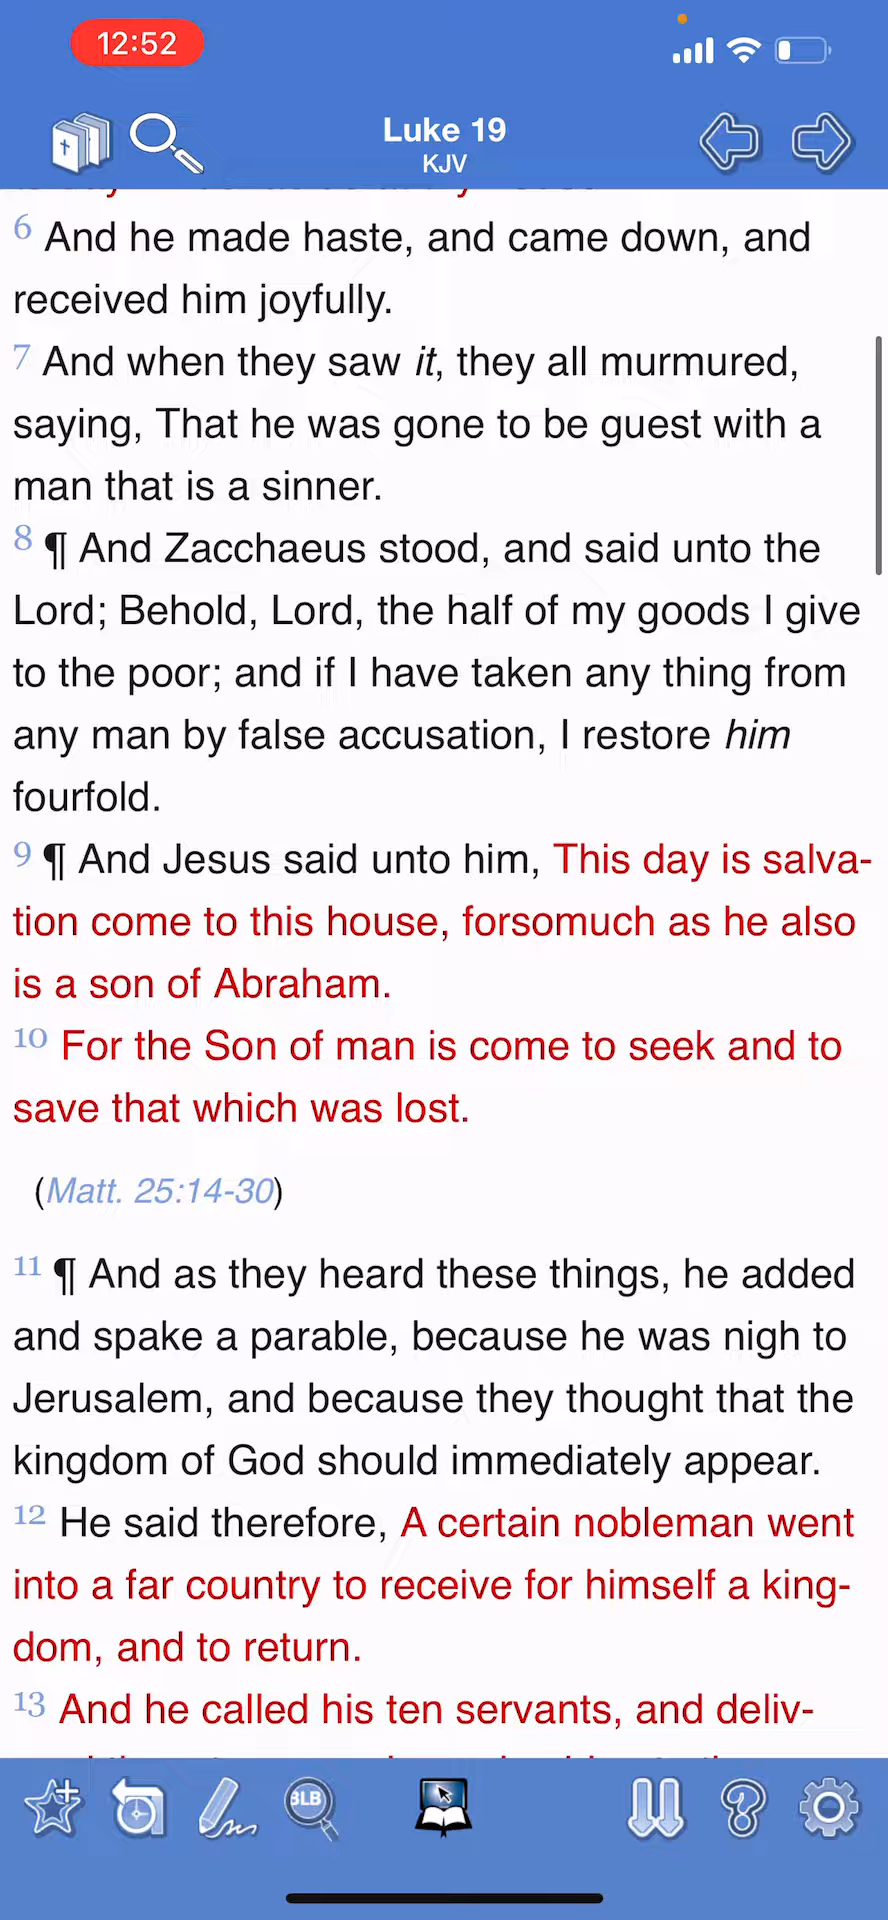 12:52
Luke 19
KJV
6 And he made haste, and came down, and
received him joyfully.
7 And when they saw it, they all murmured,
saying, That he was gone to be guest with a
man that is a sinner.
8 ¶ And Zacchaeus stood, and said unto the
Lord; Behold, Lord, the half of my goods I give
to the poor; and if I have taken any thing from
any man by false accusation, I restore him
fourfold.
9 ¶ And Jesus said unto him, This day is salva-
tion come to this house, forsomuch as he also
is a son of Abraham.
10 For the Son of man is come to seek and to
save that which was lost.
(Matt. 25:14-30)
11 ¶ And as they heard these things, he added
and spake a parable, because he was nigh to
Jerusalem, and because they thought that the
kingdom of God should immediately appear.
12 He said therefore, A certain nobleman went
into a far country to receive for himself a king-
dom, and to return.
13 And he called his ten servants, and deliv-
BLB